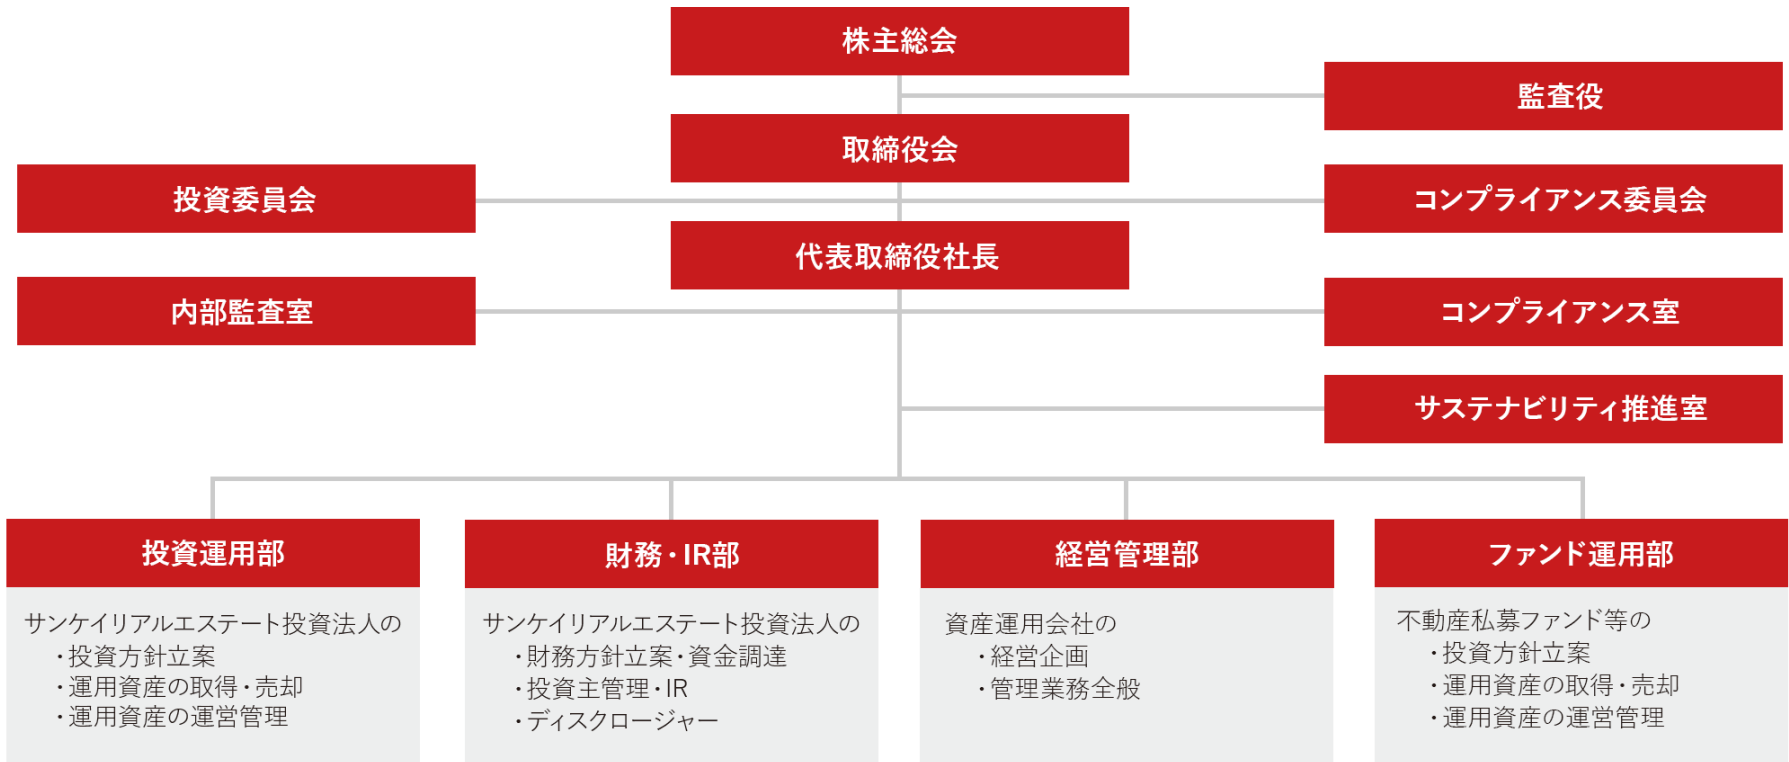 株主総会
監査役
取締役会
投資委員会
コンプライアンス委員会
代表取締役社長
内部監査室
コンプライアンス室
サステナビリティ推進室
投資運用部
サンケイリアルエステート投資法人の
・投資方針立案
・運用資産の取得・売却
・運用資産の運営管理
財務・IR部
サンケイリアルエステート投資法人の
・財務方針立案・資金調達
・投資主管理・IR
・ディスクロージャー
経営管理部
資産運用会社の
・経営企画
・管理業務全般
ファンド運用部
不動産私募ファンド等の
・投資方針立案
・運用資産の取得・売却
・運用資産の運営管理